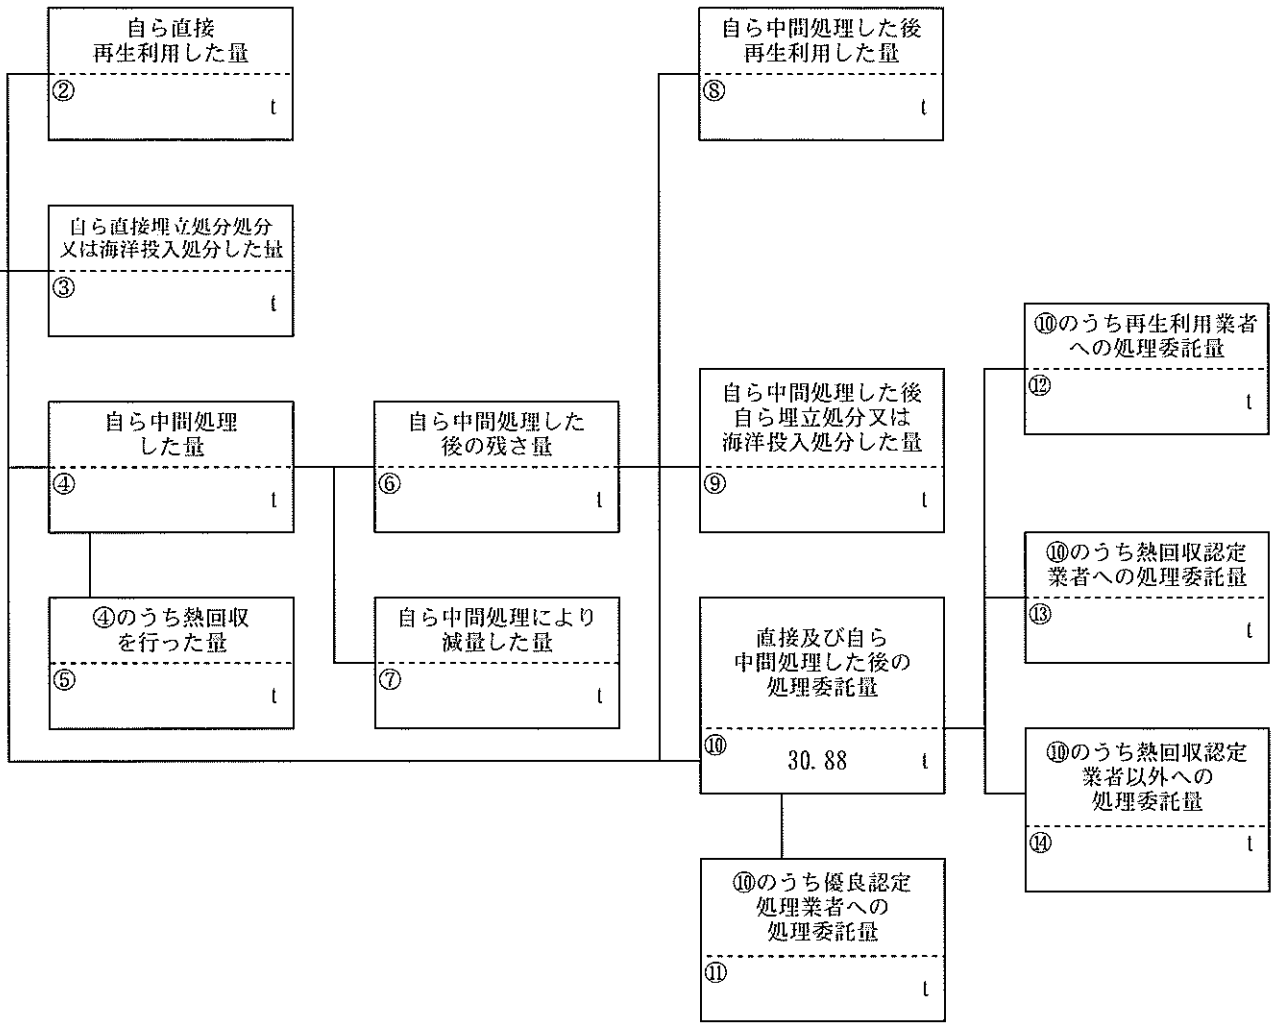 自ら直接
再生利用した量
②
t
自ら中間処理した後
再生利用した量
⑧
t
自ら直接埋立処分処分
又は海洋投入処分した量
③
t
⑩のうち再生利用業者
への処理委託量
⑫
t
自ら中間処理
した量
④
t
自ら中間処理した
後の残さ量
⑥
t
自ら中間処理した後
自ら埋立処分又は
海洋投入処分した量
⑨
t
⑩のうち熱回収認定
業者への処理委託量
⑬
t
④のうち熱回収
を行った量
⑤
t
自ら中間処理により
減量した量
⑦
t
直接及び自ら
中間処理した後の
処理委託量
⑩
30.88 t
⑩のうち熱回収認定
業者以外への
処理委託量
⑭
t
⑩のうち優良認定
処理業者への
処理委託量
⑪
t